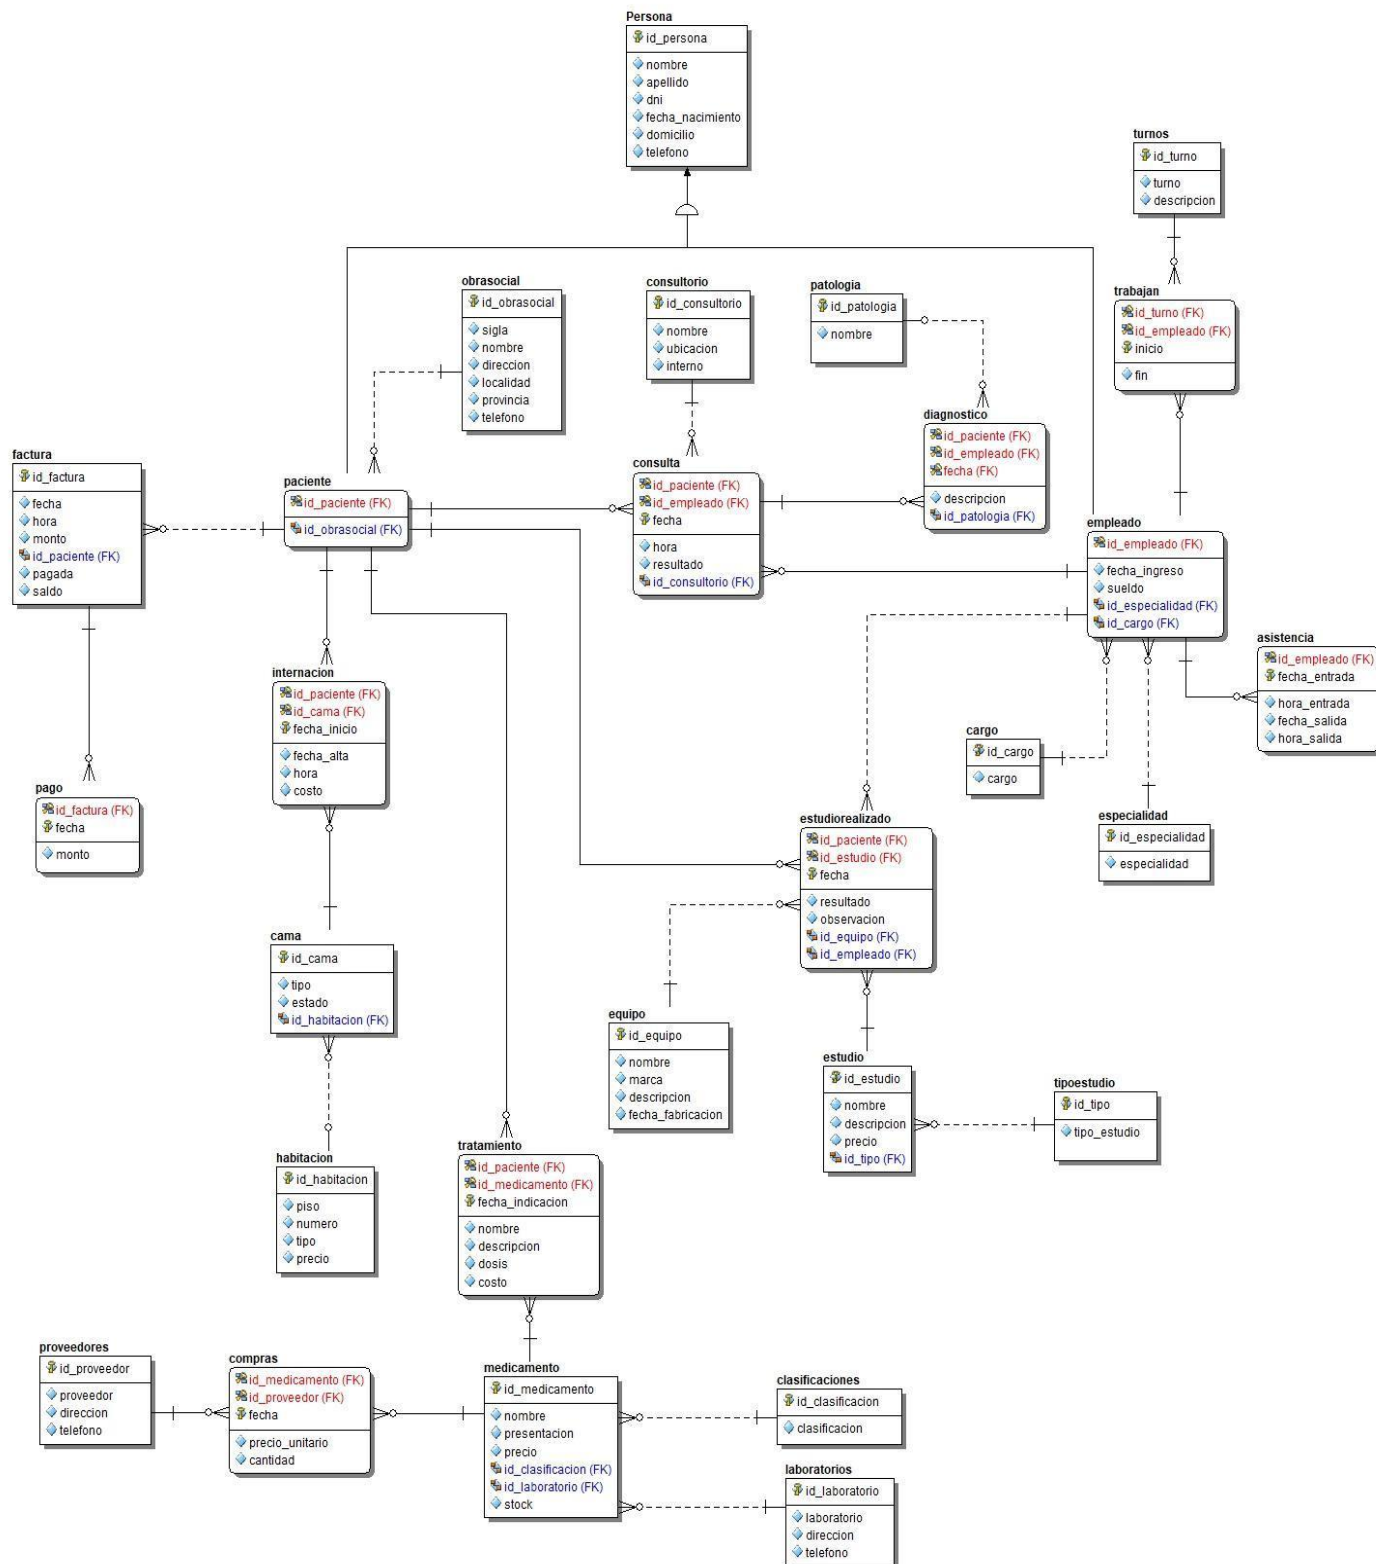 Persona
id_persona
nombre
apellido
dni
fecha_nacimiento
domicilio
telefono
turnos
id_turno
turno
descripcion
obrasocial
id_obrasocial
sigla
nombre
direccion
localidad
provincia
telefono
consultorio
id_consultorio
nombre
ubicacion
interno
patologia
id_patologia
nombre
trabajan
id_turno (FK)
id_empleado (FK)
inicio
fin
diagnostico
id_paciente (FK)
id_empleado (FK)
fecha (FK)
descripcion
id_patologia (FK)
factura
id_factura
fecha
hora
monto
id_paciente (FK)
pagada
saldo
paciente
id_paciente (FK)
id_obrasocial (FK)
consulta
id_paciente (FK)
id_empleado (FK)
fecha
hora
resultado
id_consultorio (FK)
empleado
id_empleado (FK)
fecha_ingreso
sueldo
id_especialidad (FK)
id_cargo (FK)
asistencia
id_empleado (FK)
fecha_entrada
hora_entrada
fecha_salida
hora_salida
internacion
id_paciente (FK)
id_cama (FK)
fecha_inicio
fecha_alta
hora
costo
cargo
id_cargo
cargo
pago
id_factura (FK)
fecha
monto
estudiorealizado
id_paciente (FK)
id_estudio (FK)
fecha
resultado
observacion
id_equipo (FK)
id_empleado (FK)
especialidad
id_especialidad
especialidad
cama
id_cama
tipo
estado
id_habitacion (FK)
equipo
id_equipo
nombre
marca
descripcion
fecha_fabricacion
estudio
id_estudio
nombre
descripcion
precio
id_tipo (FK)
tipoestudio
id_tipo
tipo_estudio
habitacion
id_habitacion
piso
numero
tipo
precio
tratamiento
id_paciente (FK)
id_medicamento (FK)
fecha_indicacion
nombre
descripcion
dosis
costo
proveedores
id_proveedor
proveedor
direccion
telefono
compras
id_medicamento (FK)
id_proveedor (FK)
fecha
precio_unitario
cantidad
medicamento
id_medicamento
nombre
presentacion
precio
id_clasificacion (FK)
id_laboratorio (FK)
stock
clasificaciones
id_clasificacion
clasificacion
laboratorios
id_laboratorio
laboratorio
direccion
telefono